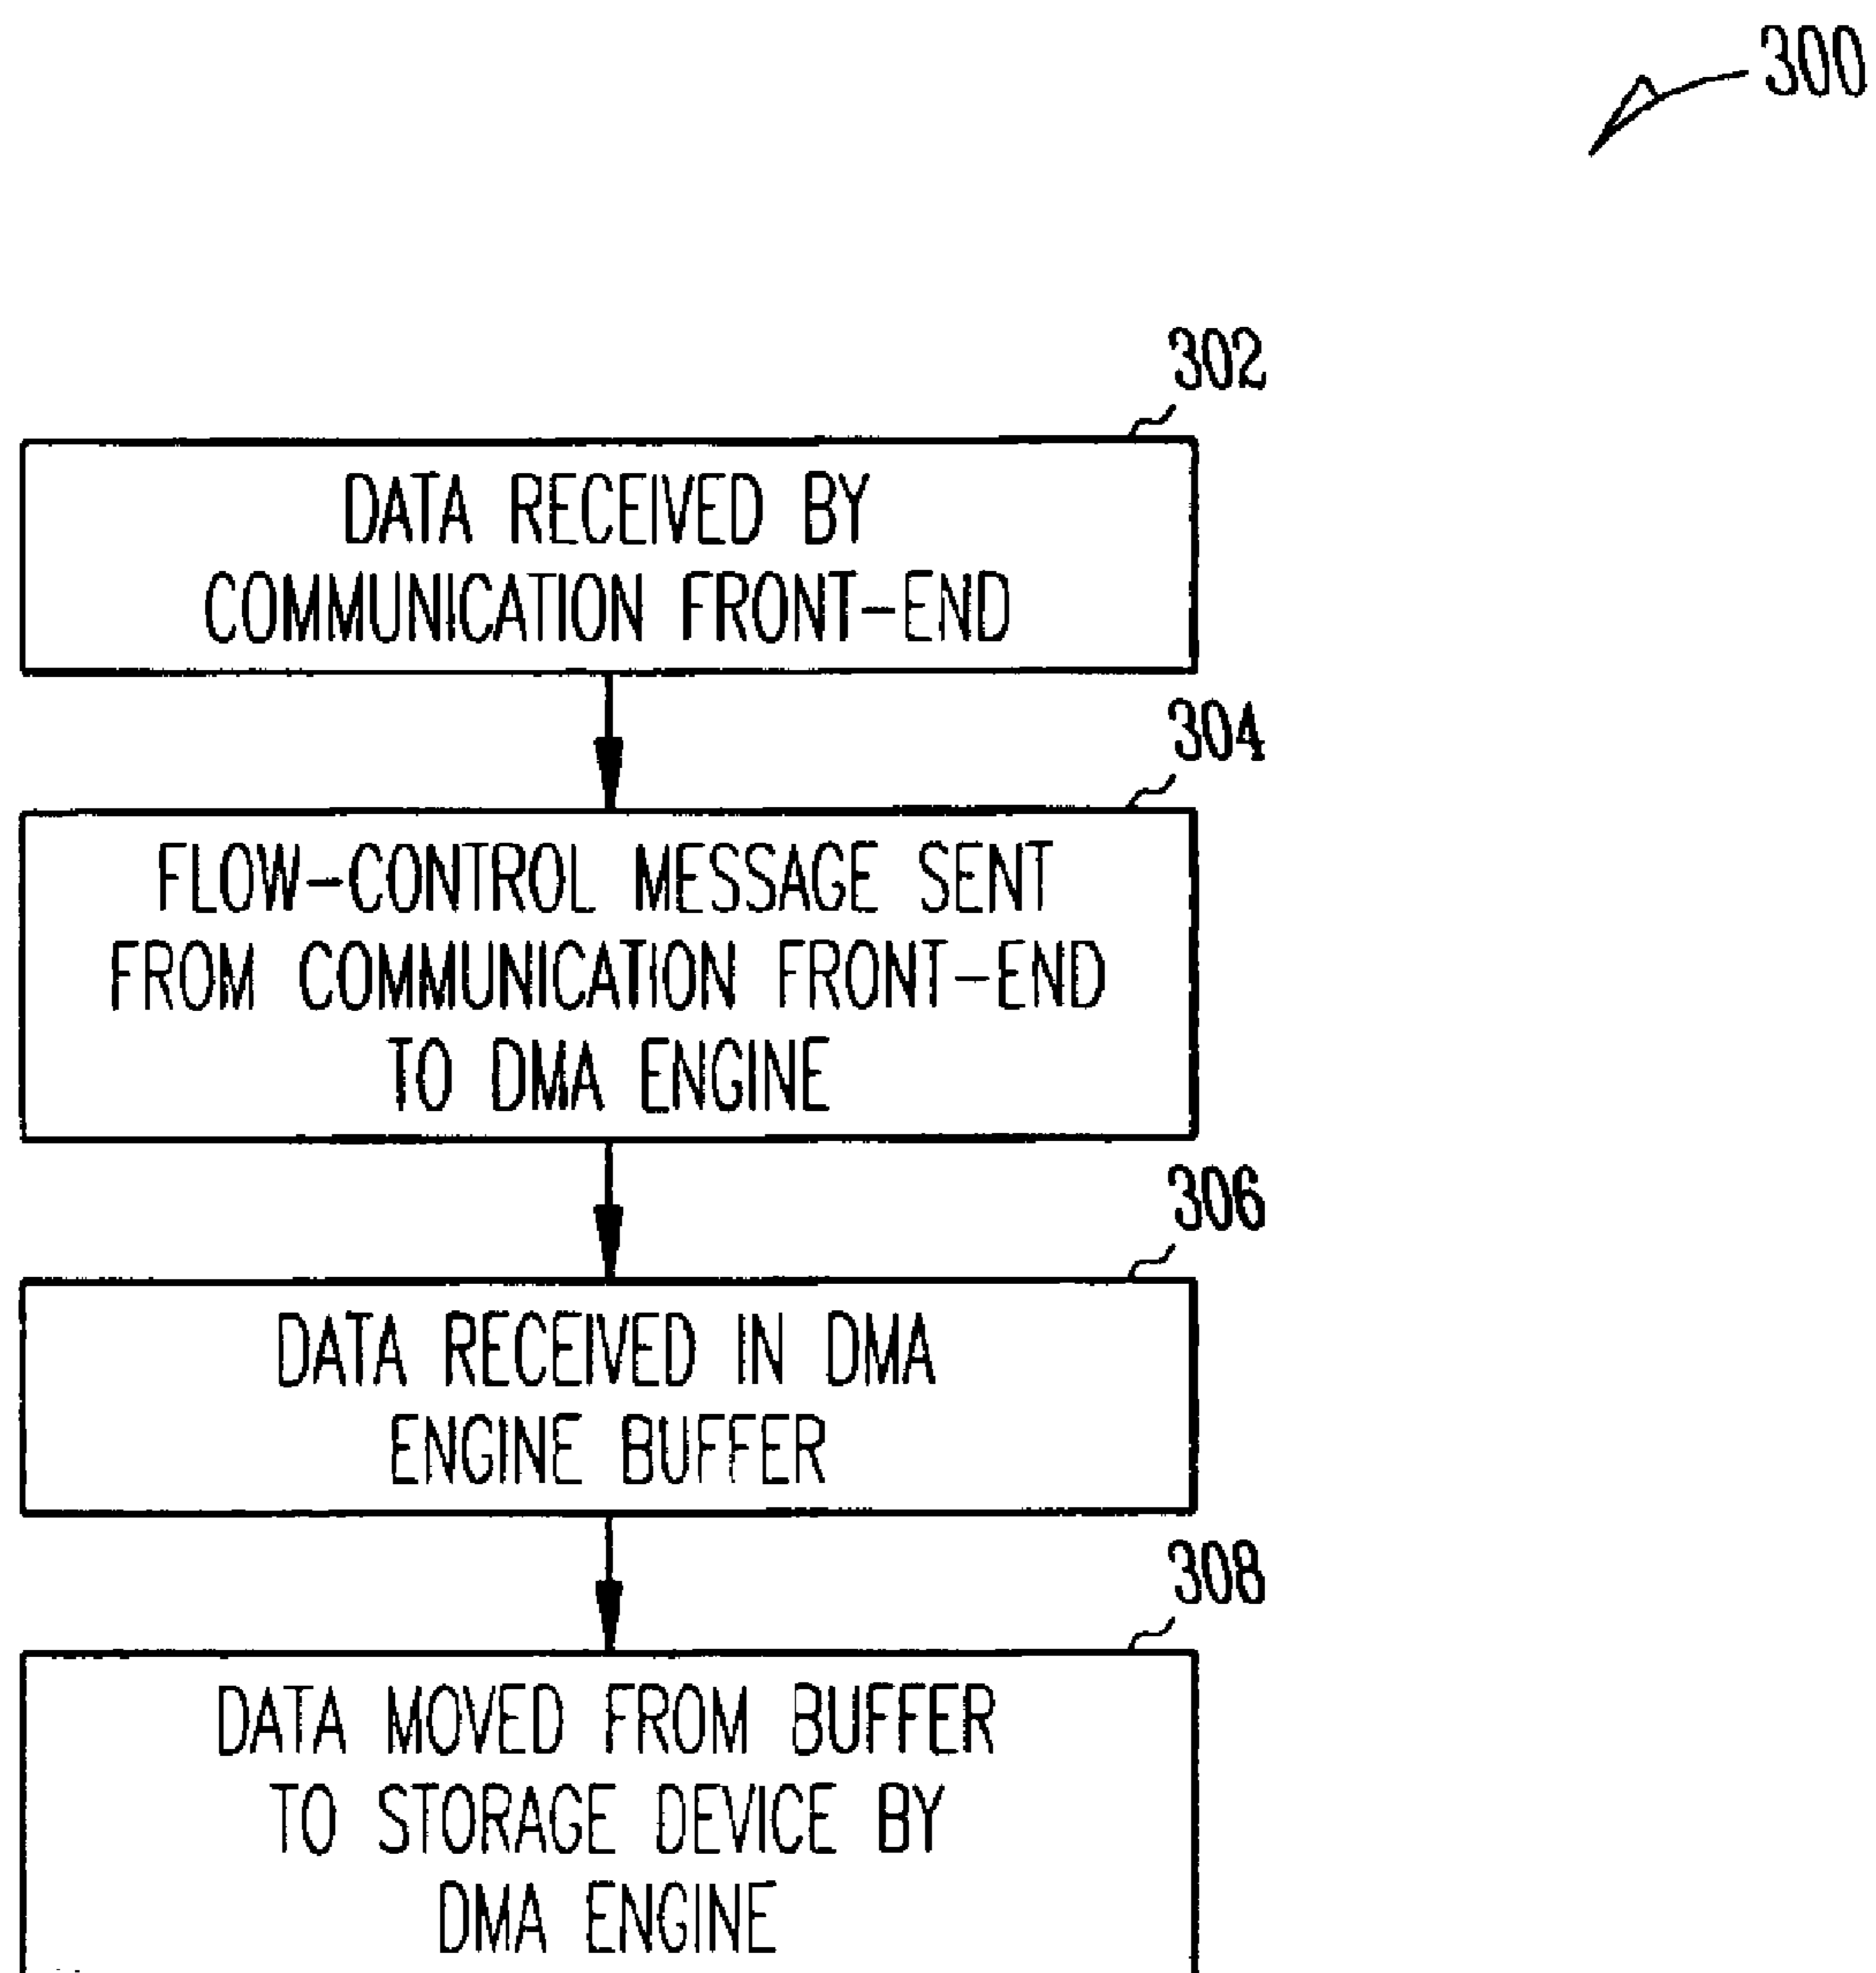 300
302
DATA RECEIVED BY
COMMUNICATION FRONT-END
304
FLOW-CONTROL MESSAGE SENT
FROM COMMUNICATION FRONT-END
TO DMA ENGINE
306
DATA RECEIVED IN DMA
ENGINE BUFFER
308
DATA MOVED FROM BUFFER
TO STORAGE DEVICE BY
DMA ENGINE